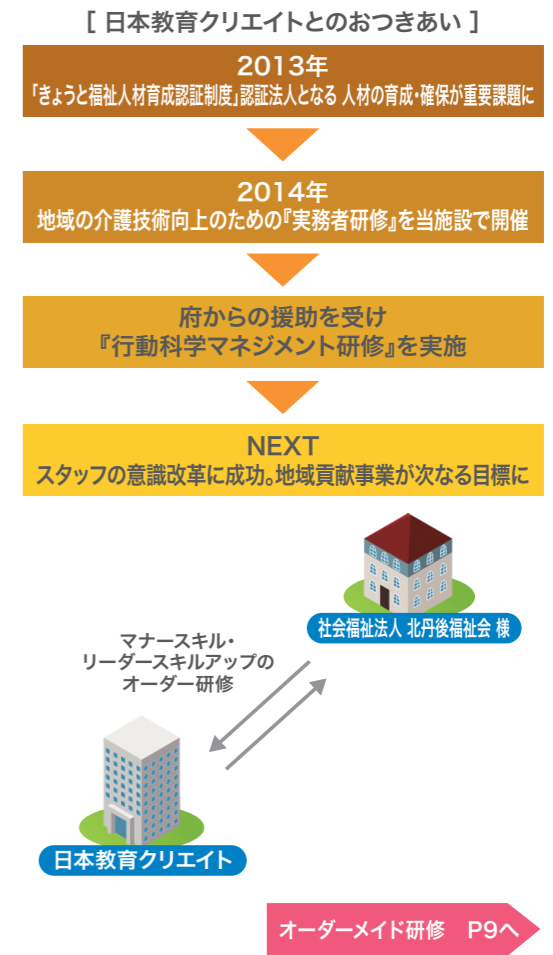 [ 日本教育クリエイトとのおつきあい ]
2013年
「きょうと福祉人材育成認証制度」認証法人となる 人材の育成・確保が重要課題に
2014年
地域の介護技術向上のための『実務者研修』を当施設で開催
府からの援助を受け
『行動科学マネジメント研修』を実施
NEXT
スタッフの意識改革に成功。地域貢献事業が次なる目標に
社会福祉法人 北丹後福祉会 様
マナースキル・
リーダースキルアップの
オーダー研修
日本教育クリエイト
オーダーメイド研修 P9へ